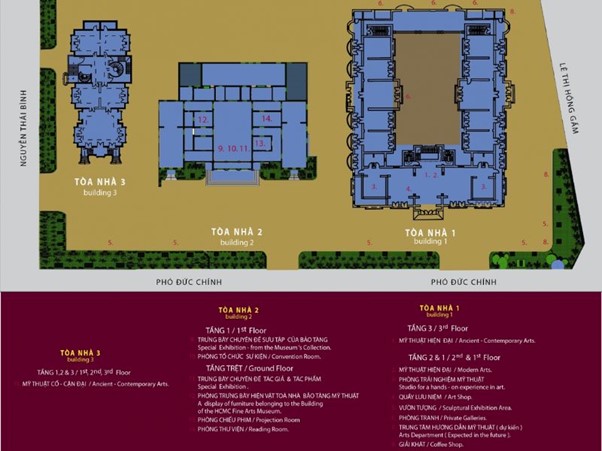 6.
6.
NGUYỄN THÁI BÌNH
LÊ THỊ HỒNG GẤM
6.
12.
14.
13.
9. 10. 11.
1. 2.
3.
4.
3.
8.
TÒA NHÀ 3
building 3
TÒA NHÀ 2
building 2
TÒA NHÀ 1
building 1
5.
5.
5.
5.
5.
8.
PHÓ ĐỨC CHÍNH
PHÓ ĐỨC CHÍNH
TÒA NHÀ 3
building 3
TẦNG 1,2 & 3 / 1st, 2nd, 3rd Floor
MỸ THUẬT CỔ - CẬN ĐẠI / Ancient - Contemporary Arts.
TÒA NHÀ 2
building 2
TẦNG 1 / 1st Floor
TRƯNG BÀY CHUYÊN ĐỀ SƯU TẬP CỦA BẢO TÀNG
Special Exhibition - from the Museum's Collection.
PHÒNG TỔ CHỨC SỰ KIỆN / Convention Room.
TẦNG TRỆT / Ground Floor
TRƯNG BÀY CHUYÊN ĐỀ TÁC GIẢ & TÁC PHẨM
Special Exhibition .
PHÒNG TRƯNG BÀY HIỆN VẬT TOA NHÀ BẢO TÀNG MỸ THUẬT
A. display of furniture belonging to the Building
of the HCMC Fine Arts Museum.
PHÒNG CHIẾU PHIM / Projection Room
PHÒNG THƯ VIỆN / Reading Room.
TÒA NHÀ 1
building 1
TẦNG 3 / 3rd Floor
MỸ THUẬT HIỆN ĐẠI / Ancient - Contemporary Arts.
TẦNG 2 & 1 / 2nd & 1st Floor
MỸ THUẬT HIỆN ĐẠI / Modern Arts.
PHÒNG TRẢI NGHIỆM MỸ THUẬT
Studio for a hands - on experience in art.
QUẦY LƯU NIỆM / Art Shop.
VƯỜN TƯỢNG / Sculptural Exhibition Area.
PHÒNG TRANH / Private Galleries.
TRUNG TÂM HƯỚNG DẪN MỸ THUẬT ( dự kiến )
Arts Department ( Expected in the future ).
GIẢI KHÁT / Coffee Shop.